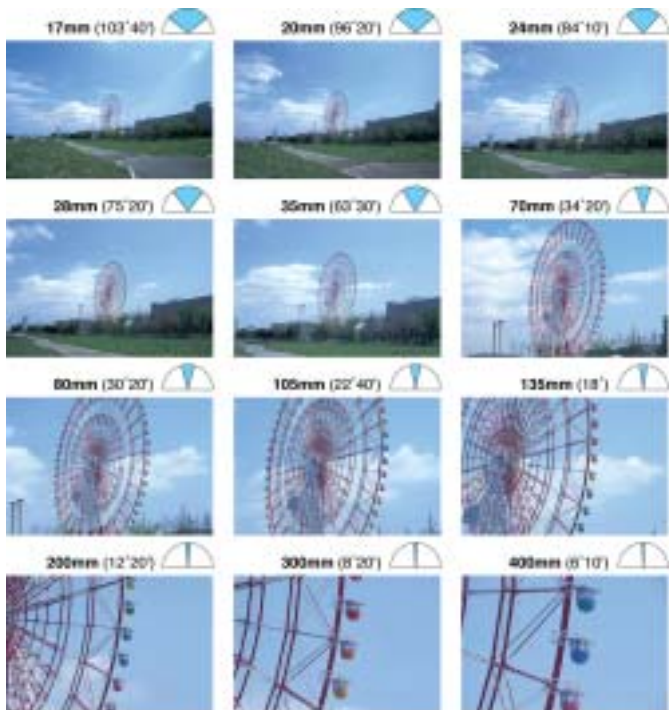 17mm (103˚40')
20mm (96˚20')
24mm (84˚10')
28mm (75˚20')
35mm (63˚30')
70mm (34˚20')
80mm (30˚20')
105mm (22˚40')
135mm (18˚)
200mm (12˚20')
300mm (8˚20')
400mm (6˚10')